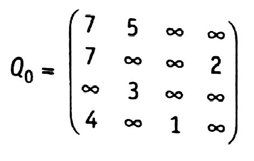 7 5 ∞ ∞
7 ∞ ∞ 2
Q₀ =
∞ 3 ∞ ∞
4 ∞ 1 ∞